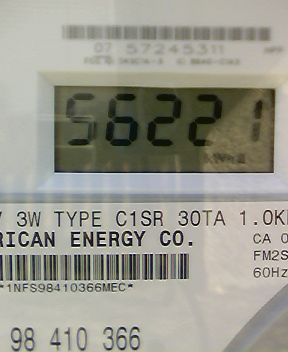 07 57245311
56221
3W TYPE C1SR 30TA 1.0K
RICAN ENERGY CO.
CA 0
FM2S
60Hz
*1NFS98410366MEC*
98 410 366